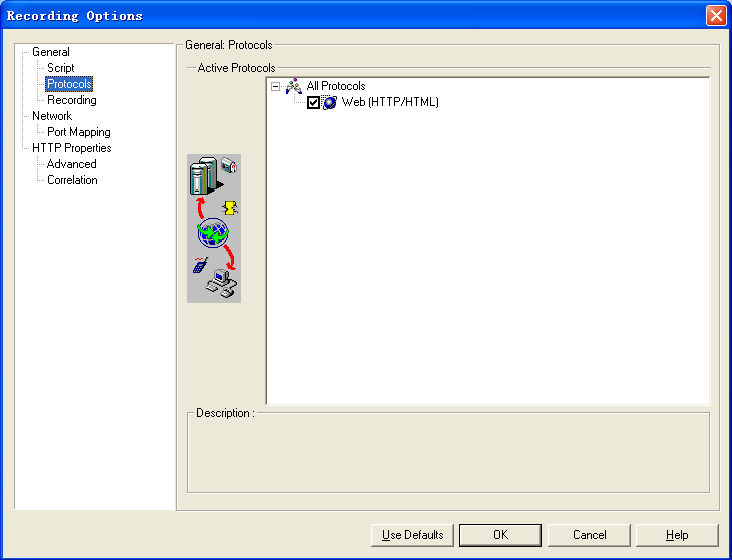 Recording Options
General
Script
Protocols
Recording
Network
Port Mapping
HTTP Properties
Advanced
Correlation
General: Protocols
Active Protocols
All Protocols
Web (HTTP/HTML)
Description :
Use Defaults
OK
Cancel
Help